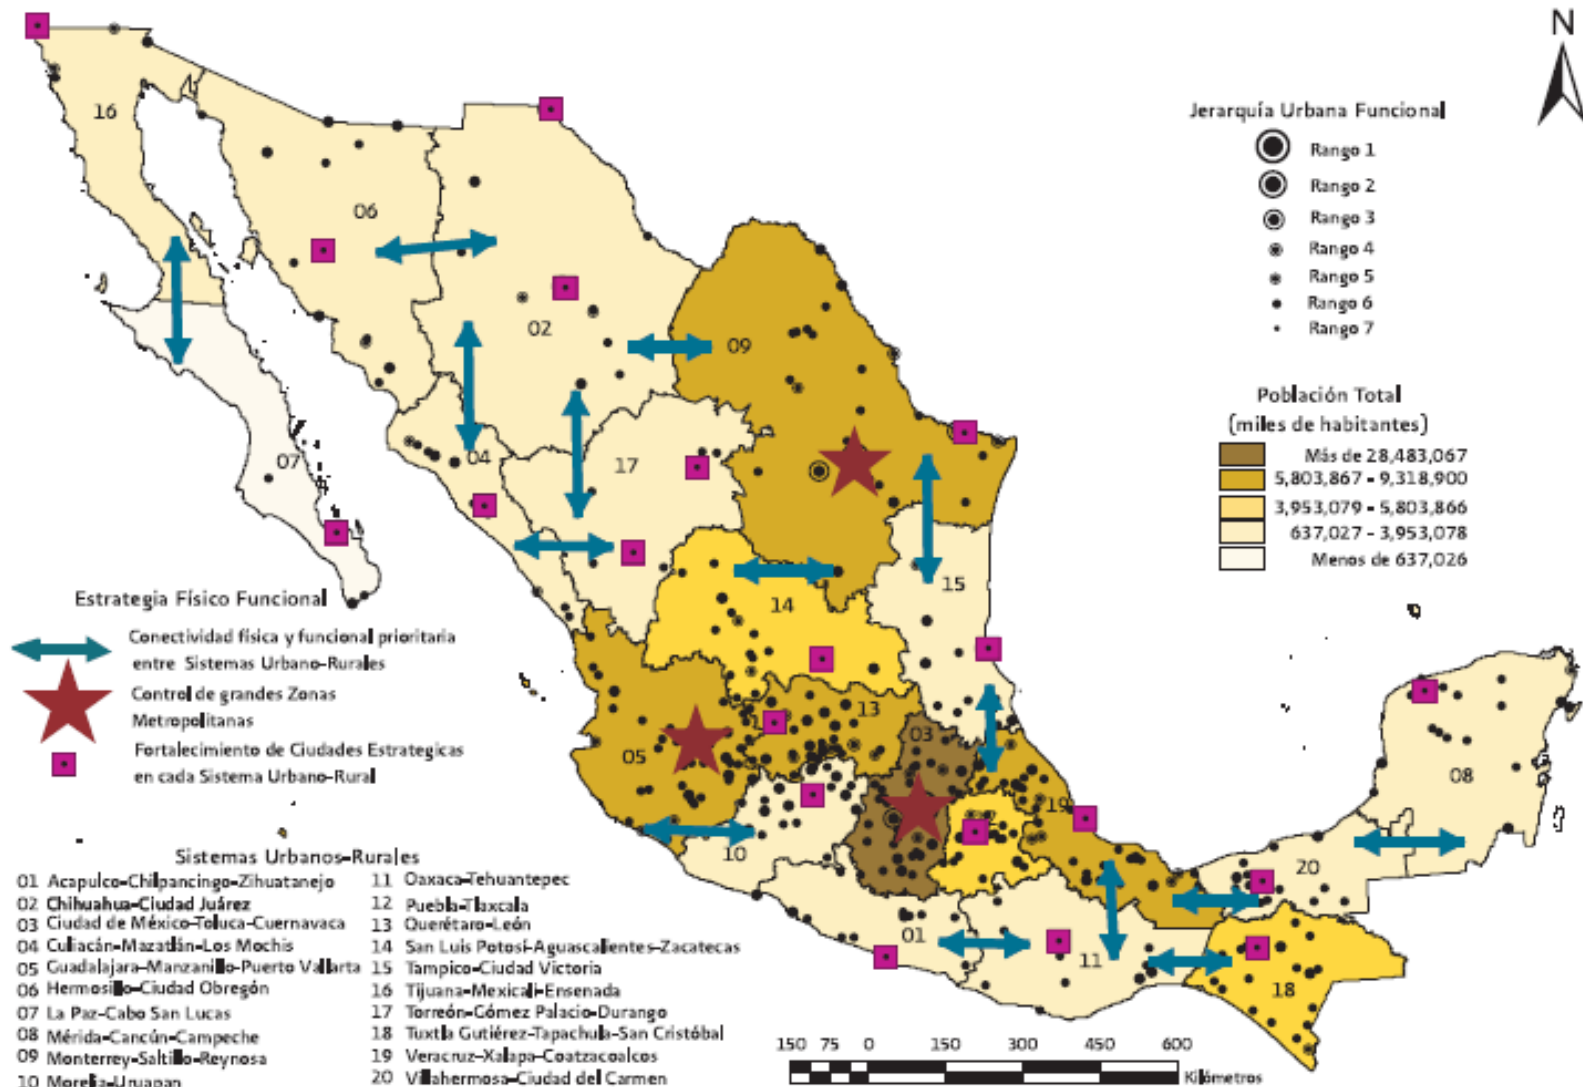 N
Jerarquía Urbana Funcional
Rango 1
Rango 2
Rango 3
Rango 4
Rango 5
Rango 6
Rango 7
Población Total
(miles de habitantes)
Más de 28,483,067
5,803,867 - 9,318,900
3,953,079 - 5,803,866
637,027 - 3,953,078
Menos de 637,026
16
06
02
09
04
17
07
15
14
13
03
05
19
10
08
20
01
11
18
Estrategia Físico Funcional
Conectividad física y funcional prioritaria
entre Sistemas Urbano-Rurales
Control de grandes Zonas
Metropolitanas
Fortalecimiento de Ciudades Estrategicas
en cada Sistema Urbano-Rural
Sistemas Urbanos-Rurales
01 Acapulco-Chilpancingo-Zihuatanejo
02 Chihuahua-Ciudad Juárez
03 Ciudad de México-Toluca-Cuernavaca
04 Culiacán-Mazatlán-Los Mochis
05 Guadalajara-Manzanillo-Puerto Vallarta
06 Hermosillo-Ciudad Obregón
07 La Paz-Cabo San Lucas
08 Mérida-Cancún-Campeche
09 Monterrey-Saltillo-Reynosa
10 Morelia-Uruapan
11 Oaxaca-Tehuantepec
12 Puebla-Tlaxcala
13 Querétaro-León
14 San Luis Potosí-Aguascalientes-Zacatecas
15 Tampico-Ciudad Victoria
16 Tijuana-Mexicali-Ensenada
17 Torreón-Gómez Palacio-Durango
18 Tuxtla Gutiérez-Tapachula-San Cristóbal
19 Veracruz-Xalapa-Coatzacoalcos
20 Villahermosa-Ciudad del Carmen
150 75 0 150 300 450 600
Kilómetros